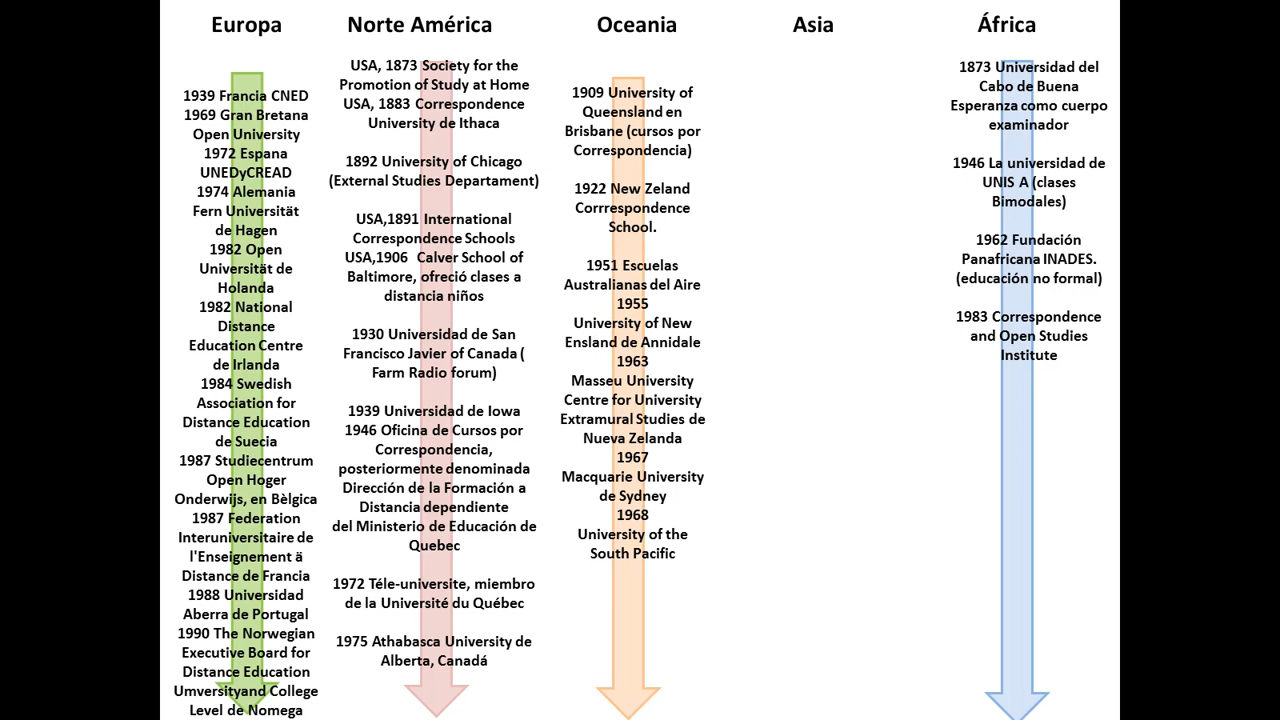 Europa
1939 Francia CNED
1969 Gran Bretana
Open University
1972 Espana
UNEDyCREAD
1974 Alemania
Fern Universität
de Hagen
1982 Open
Universität de
Holanda
1982 National
Distance
Education Centre
de Irlanda
1984 Swedish
Association for
Distance Education
de Suecia
1987 Studiecentrum
Open Hoger
Onderwijs, en Bèlgica
1987 Federation
Interuniversitaire de
l'Enseignement ä
Distance de Francia
1988 Universidad
Aberra de Portugal
1990 The Norwegian
Executive Board for
Distance Education
Umversityand College
Level de Nomega
Norte América
USA, 1873 Society for the
Promotion of Study at Home
USA, 1883 Correspondence
University de Ithaca
1892 University of Chicago
(External Studies Departament)
USA,1891 International
Correspondence Schools
USA,1906 Calver School of
Baltimore, ofreció clases a
distancia niños
1930 Universidad de San
Francisco Javier of Canada (
Farm Radio forum)
1939 Universidad de Iowa
1946 Oficina de Cursos por
Correspondencia,
posteriormente denominada
Dirección de la Formación a
Distancia dependiente
del Ministerio de Educación de
Quebec
1972 Téle-universite, miembro
de la Université du Québec
1975 Athabasca University de
Alberta, Canadá
Oceania
1909 University of
Queensland en
Brisbane (cursos por
Correspondencia)
1922 New Zeland
Corrrespondence
School.
1951 Escuelas
Australianas del Aire
1955
University of New
Ensland de Annidale
1963
Masseu University
Centre for University
Extramural Studies de
Nueva Zelanda
1967
Macquarie University
de Sydney
1968
University of the
South Pacific
Asia
África
1873 Universidad del
Cabo de Buena
Esperanza como cuerpo
examinador
1946 La universidad de
UNIS A (clases
Bimodales)
1962 Fundación
Panafricana INADES.
(educación no formal)
1983 Correspondence
and Open Studies
Institute